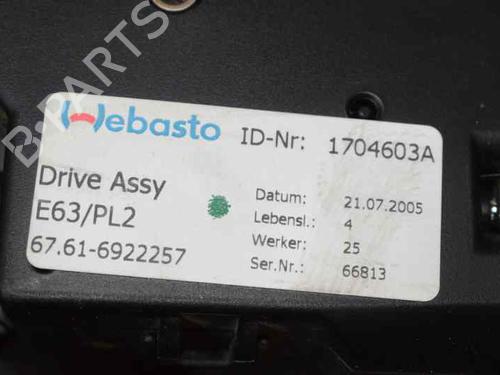 Webasto
ID-Nr: 1704603A
Drive Assy
E63/PL2
67.61-6922257
Datum: 21.07.2005
Lebensl.: 4
Werker: 25
Ser.Nr.: 66813
B-PARTS